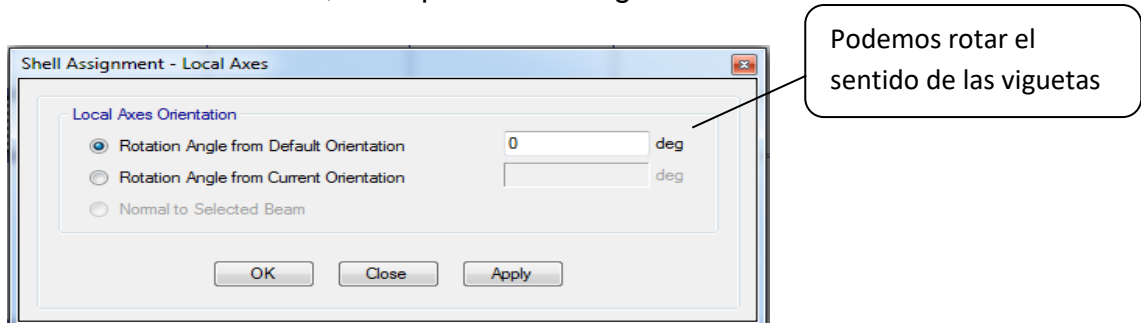 Shell Assignment - Local Axes
Podemos rotar el
sentido de las viguetas
Local Axes Orientation
Rotation Angle from Default Orientation 0 deg
Rotation Angle from Current Orientation deg
Normal to Selected Beam
OK Close Apply